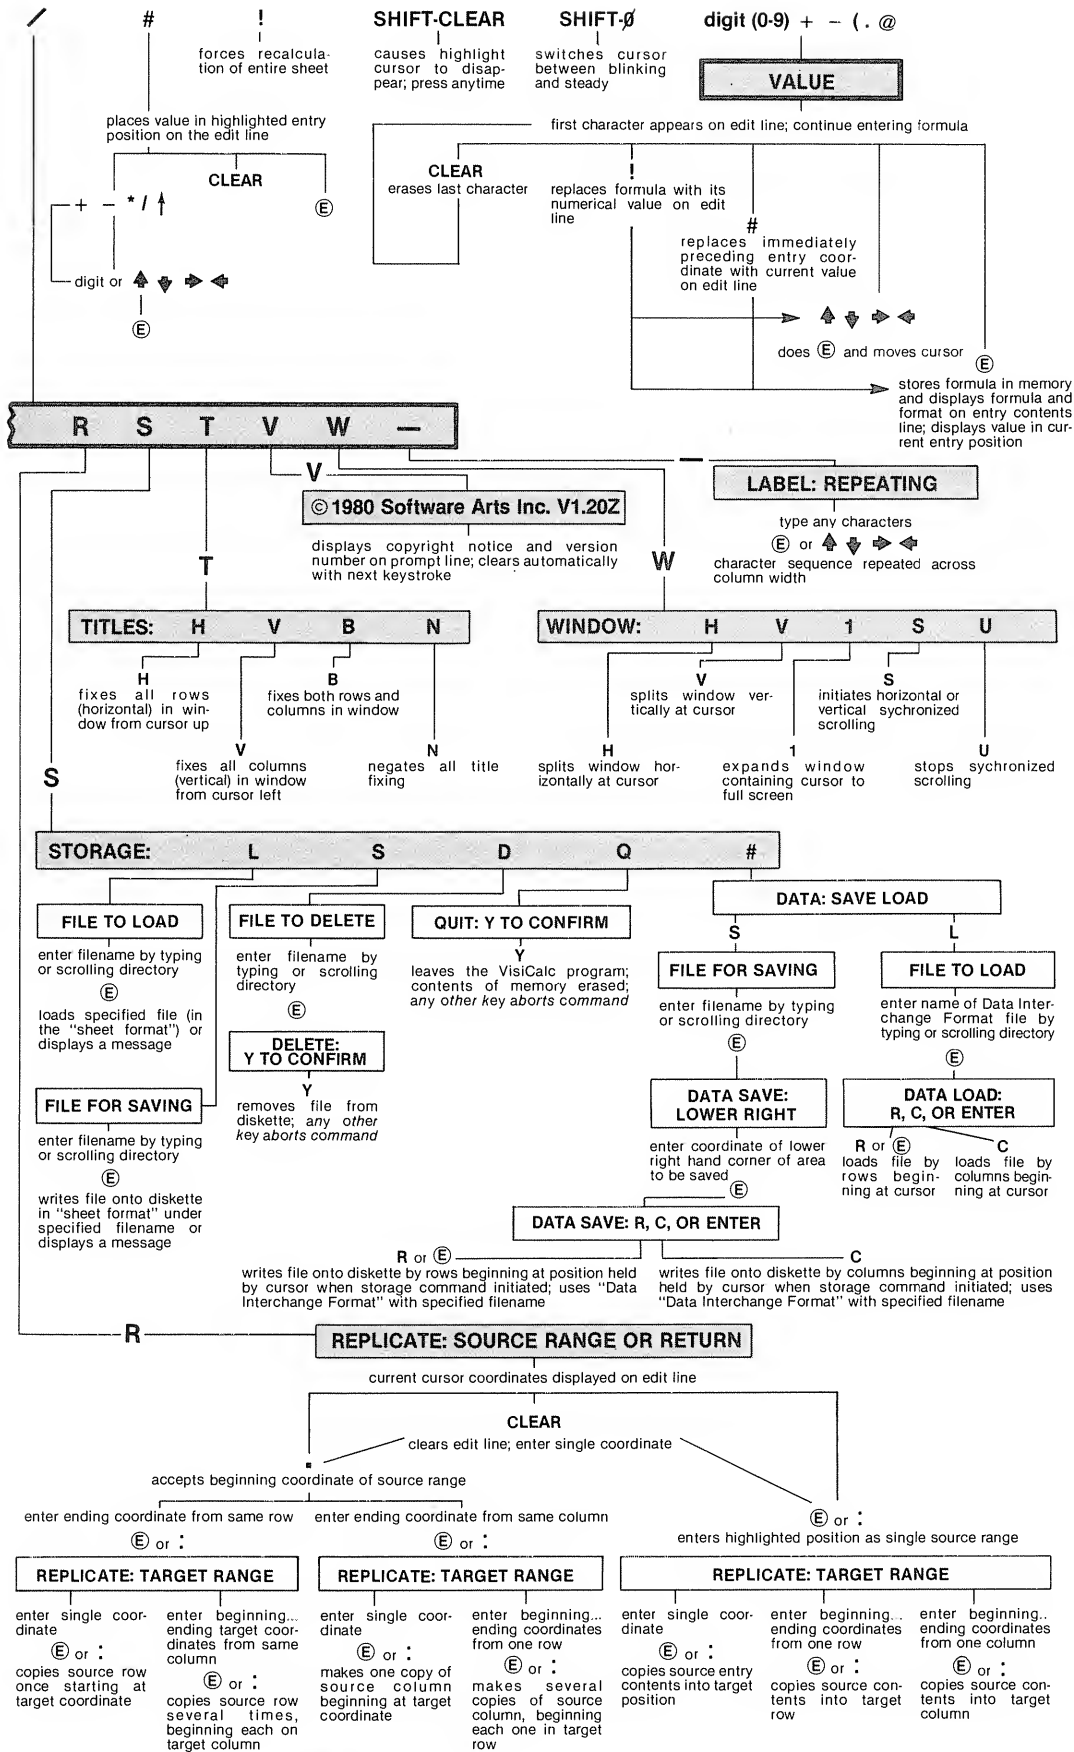 / # ! SHIFT-CLEAR SHIFT-Ø digit (0-9) + − ( . @
forces recalcula-
tion of entire sheet
causes highlight
cursor to disap-
pear; press anytime
switches cursor
between blinking
and steady
VALUE
places value in highlighted entry
position on the edit line
first character appears on edit line; continue entering formula
CLEAR
Ⓔ
+ − * / ↑
digit or ↑ ↓ → ←
Ⓔ
CLEAR
erases last character
!
replaces formula with its
numerical value on edit
line
#
replaces immediately
preceding entry coor-
dinate with current value
on edit line
↑ ↓ → ←
does Ⓔ and moves cursor
Ⓔ
stores formula in memory
and displays formula and
format on entry contents
line; displays value in cur-
rent entry position
R S T V W —
V
© 1980 Software Arts Inc. V1.20Z
displays copyright notice and version
number on prompt line; clears automatically
with next keystroke
—
LABEL: REPEATING
type any characters
Ⓔ or ↑ ↓ → ←
character sequence repeated across
column width
T
TITLES: H V B N
H
fixes all rows
(horizontal) in win-
dow from cursor up
B
fixes both rows and
columns in window
V
fixes all columns
(vertical) in window
from cursor left
N
negates all title
fixing
W
WINDOW: H V 1 S U
V
splits window ver-
tically at cursor
S
initiates horizontal or
vertical sychronized
scrolling
H
splits window hor-
izontally at cursor
1
expands window
containing cursor to
full screen
U
stops sychronized
scrolling
S
STORAGE: L S D Q #
FILE TO LOAD
enter filename by typing
or scrolling directory
Ⓔ
loads specified file (in
the "sheet format") or
displays a message
FILE FOR SAVING
enter filename by typing
or scrolling directory
Ⓔ
writes file onto diskette
in "sheet format" under
specified filename or
displays a message
FILE TO DELETE
enter filename by
typing or scrolling
directory
Ⓔ
DELETE:
Y TO CONFIRM
Y
removes file from
diskette; any other
key aborts command
QUIT: Y TO CONFIRM
Y
leaves the VisiCalc program;
contents of memory erased;
any other key aborts command
DATA: SAVE LOAD
S
FILE FOR SAVING
enter filename by typing
or scrolling directory
Ⓔ
DATA SAVE:
LOWER RIGHT
enter coordinate of lower
right hand corner of area
to be saved
Ⓔ
L
FILE TO LOAD
enter name of Data Inter-
change Format file by
typing or scrolling directory
Ⓔ
DATA LOAD:
R, C, OR ENTER
R or Ⓔ
loads file by
rows begin-
ning at cursor
C
loads file by
columns begin-
ning at cursor
DATA SAVE: R, C, OR ENTER
R or Ⓔ
writes file onto diskette by rows beginning at position held
by cursor when storage command initiated; uses "Data
Interchange Format" with specified filename
C
writes file onto diskette by columns beginning at position
held by cursor when storage command initiated; uses
"Data Interchange Format" with specified filename
R
REPLICATE: SOURCE RANGE OR RETURN
current cursor coordinates displayed on edit line
CLEAR
clears edit line; enter single coordinate
.
accepts beginning coordinate of source range
enter ending coordinate from same row
Ⓔ or :
enter ending coordinate from same column
Ⓔ or :
Ⓔ or :
enters highlighted position as single source range
REPLICATE: TARGET RANGE
enter single coor-
dinate
Ⓔ or :
copies source row
once starting at
target coordinate
enter beginning...
ending target coor-
dinates from same
column
Ⓔ or :
copies source row
several times,
beginning each on
target column
REPLICATE: TARGET RANGE
enter single coor-
dinate
Ⓔ or :
makes one copy of
source column
beginning at target
coordinate
enter beginning...
ending coordinates
from one row
Ⓔ or :
makes several
copies of source
column, beginning
each one in target
row
REPLICATE: TARGET RANGE
enter single coor-
dinate
Ⓔ or :
copies source entry
contents into target
position
enter beginning...
ending coordinates
from one row
Ⓔ or :
copies source con-
tents into target
row
enter beginning..
ending coordinates
from one column
Ⓔ or :
copies source con-
tents into target
column